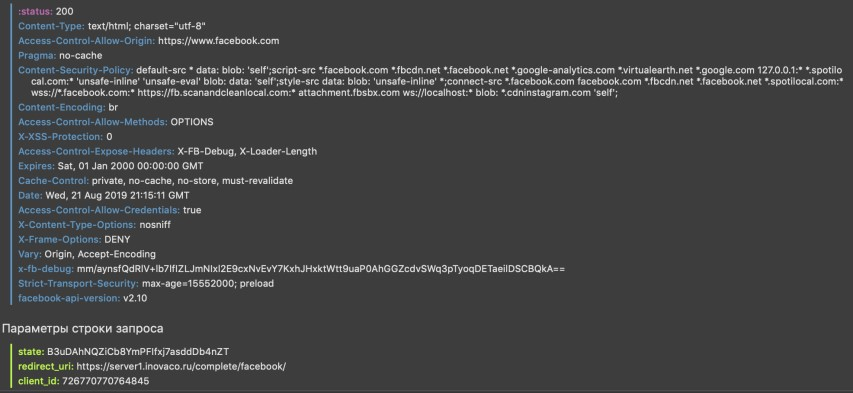 :status: 200
Content-Type: text/html; charset="utf-8"
Access-Control-Allow-Origin: https://www.facebook.com
Pragma: no-cache
Content-Security-Policy: default-src * data: blob: 'self';script-src *.facebook.com *.fbcdn.net *.facebook.net *.google-analytics.com *.virtualearth.net *.google.com 127.0.0.1:* *.spotilo
cal.com:* 'unsafe-inline' 'unsafe-eval' blob: data: 'self';style-src data: blob: 'unsafe-inline' *;connect-src *.facebook.com facebook.com *.fbcdn.net *.facebook.net *.spotilocal.com:*
wss://*.facebook.com:* https://fb.scanandcleanlocal.com:* attachment.fbsbx.com ws://localhost:* blob: *.cdninstagram.com 'self';
Content-Encoding: br
Access-Control-Allow-Methods: OPTIONS
X-XSS-Protection: 0
Access-Control-Expose-Headers: X-FB-Debug, X-Loader-Length
Expires: Sat, 01 Jan 2000 00:00:00 GMT
Cache-Control: private, no-cache, no-store, must-revalidate
Date: Wed, 21 Aug 2019 21:15:11 GMT
Access-Control-Allow-Credentials: true
X-Content-Type-Options: nosniff
X-Frame-Options: DENY
Vary: Origin, Accept-Encoding
x-fb-debug:
Strict-Transport-Security: max-age=15552000; preload
facebook-api-version: v2.10
Параметры строки запроса
state:
redirect_uri: https://server1.inovaco.ru/complete/facebook/
client_id: 726770770764845